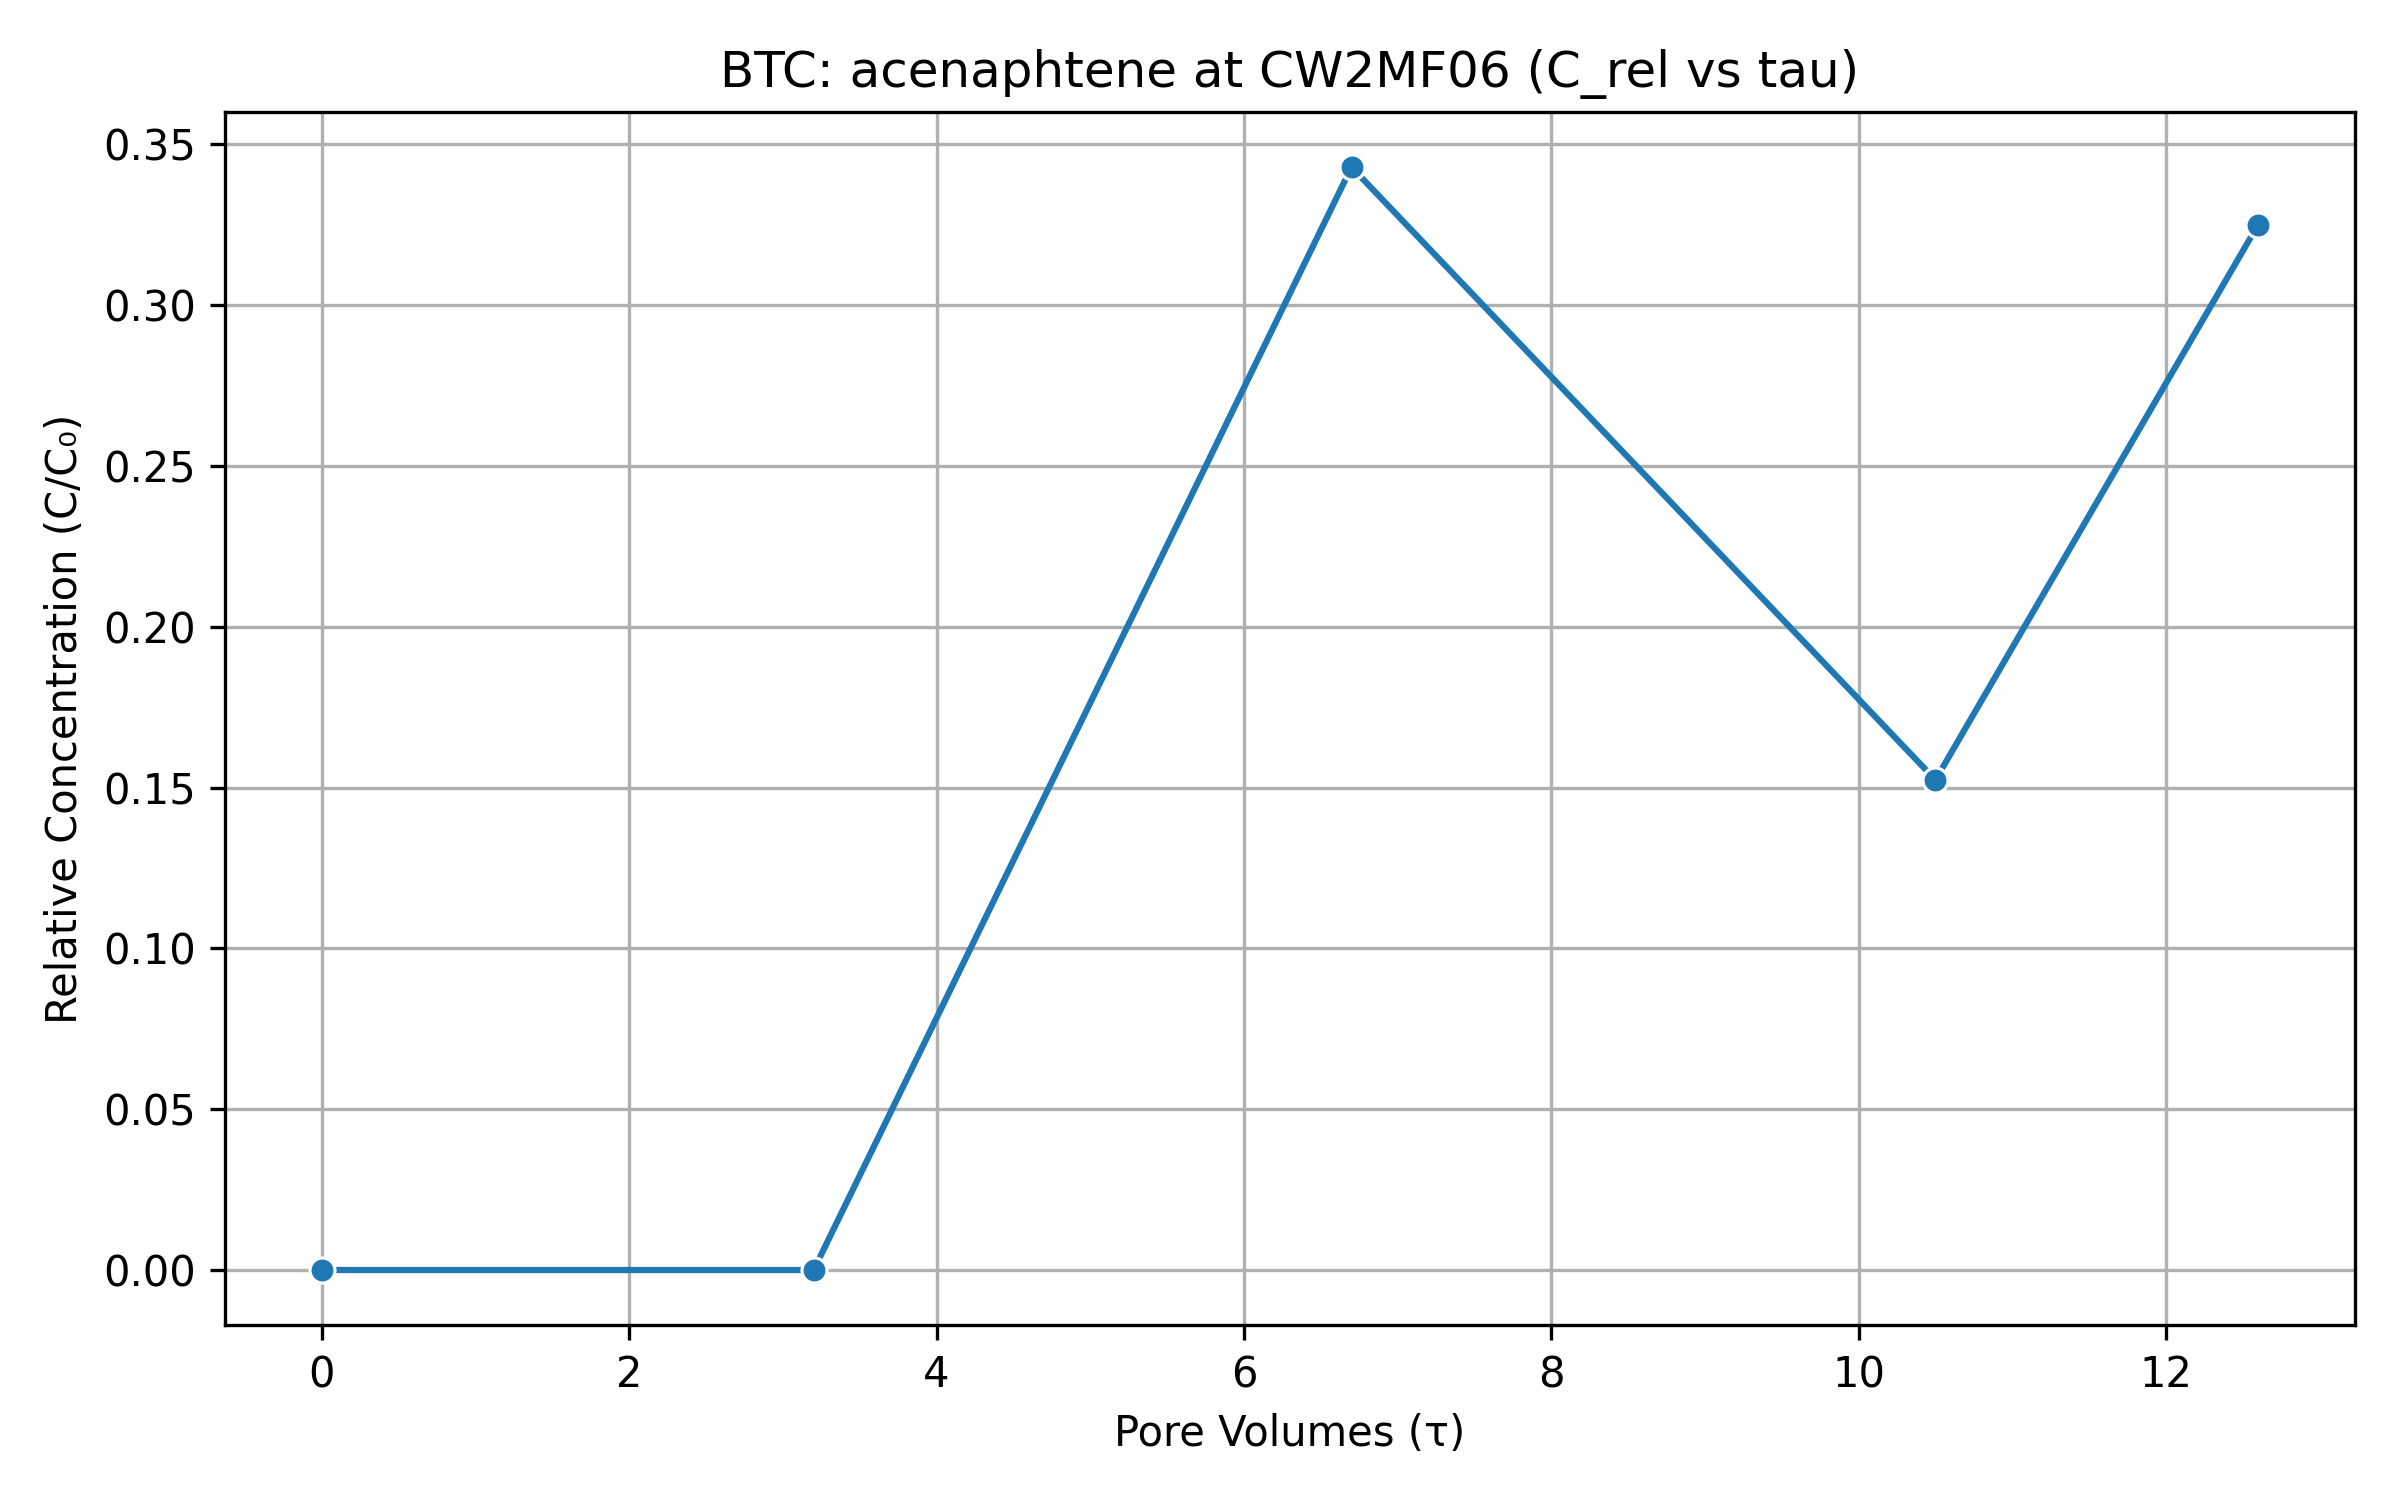 BTC: acenaphtene at CW2MF06 (C_rel vs tau)
Relative Concentration (C/C₀)
0.35
0.30
0.25
0.20
0.15
0.10
0.05
0.00
0 2 4 6 8 10 12
Pore Volumes (τ)